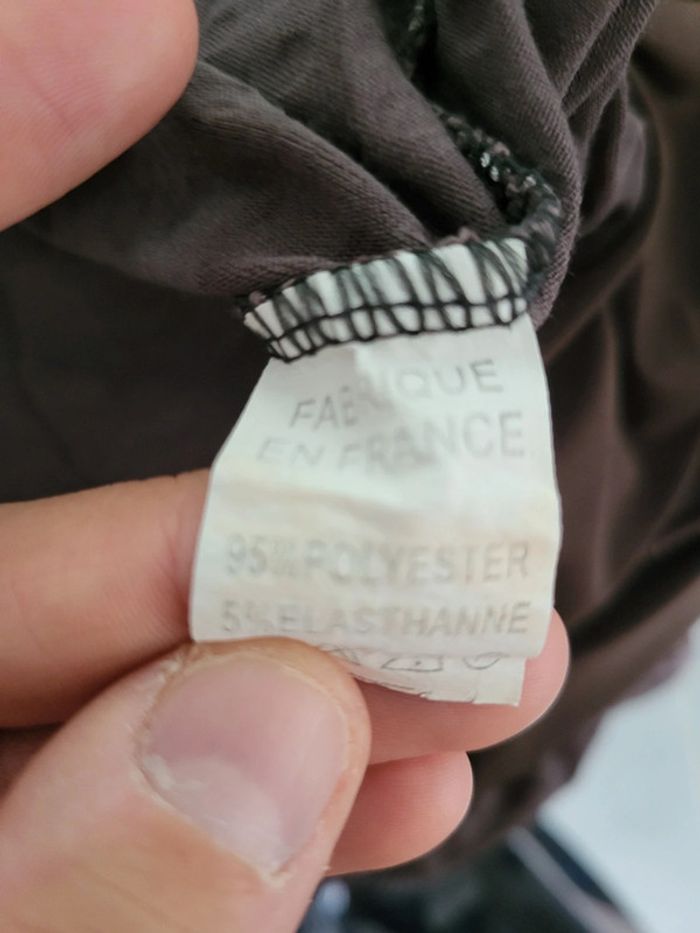 FABRIQUE
EN FRANCE
95% POLYESTER
5% ELASTHANNE